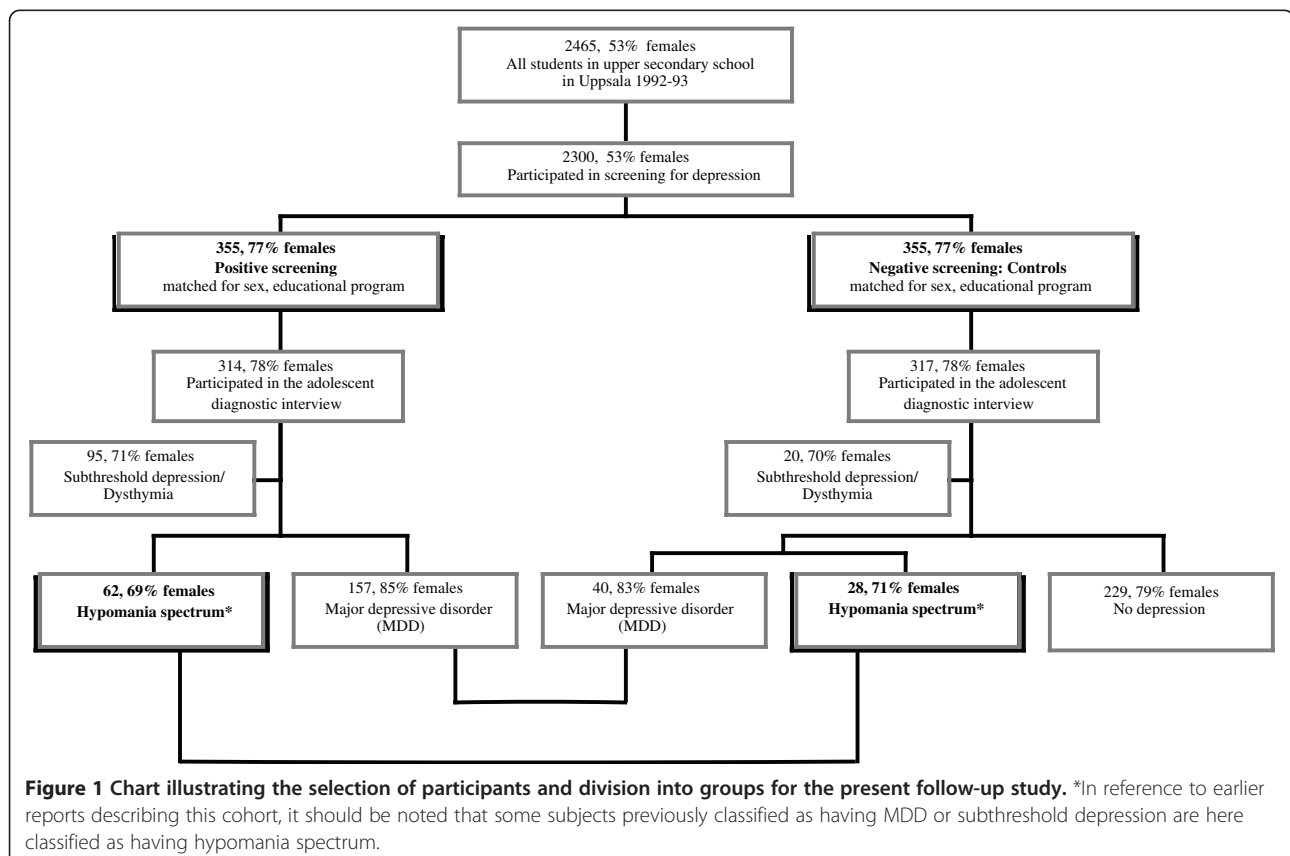 2465, 53% females
All students in upper secondary school
in Uppsala 1992-93
2300, 53% females
Participated in screening for depression
355, 77% females
Positive screening
matched for sex, educational program
355, 77% females
Negative screening: Controls
matched for sex, educational program
314, 78% females
Participated in the adolescent
diagnostic interview
317, 78% females
Participated in the adolescent
diagnostic interview
95, 71% females
Subthreshold depression/
Dysthymia
20, 70% females
Subthreshold depression/
Dysthymia
62, 69% females
Hypomania spectrum*
157, 85% females
Major depressive disorder
(MDD)
40, 83% females
Major depressive disorder
(MDD)
28, 71% females
Hypomania spectrum*
229, 79% females
No depression
Figure 1 Chart illustrating the selection of participants and division into groups for the present follow-up study. *In reference to earlier
reports describing this cohort, it should be noted that some subjects previously classified as having MDD or subthreshold depression are here
classified as having hypomania spectrum.